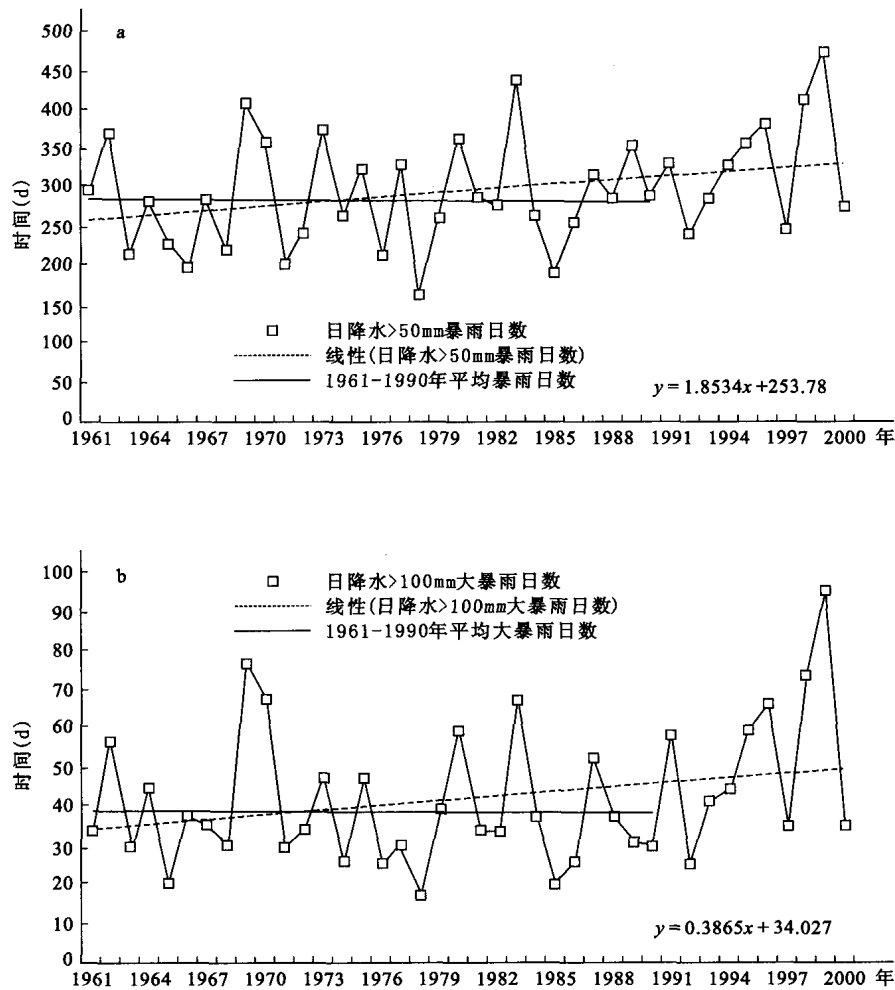 a
500
450
400
350
300
250
200
150
100
50
0
时间(d)
日降水>50mm暴雨日数
线性(日降水>50mm暴雨日数)
1961-1990年平均暴雨日数
y=1.8534x+253.78
1961 1964 1967 1970 1973 1976 1979 1982 1985 1988 1991 1994 1997 2000 年
b
100
90
80
70
60
50
40
30
20
10
0
时间(d)
日降水>100mm大暴雨日数
线性(日降水>100mm大暴雨日数)
1961-1990年平均大暴雨日数
y=0.3865x+34.027
1961 1964 1967 1970 1973 1976 1979 1982 1985 1988 1991 1994 1997 2000 年